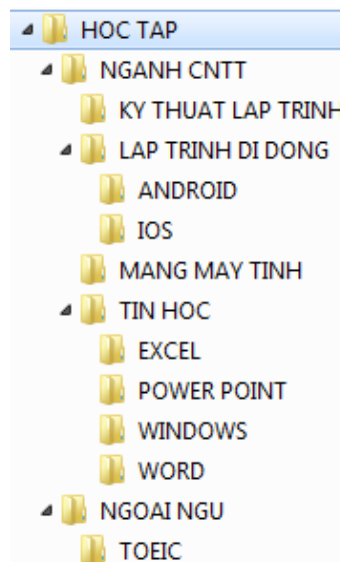 HOC TAP
NGANH CNTT
KY THUAT LAP TRINH
LAP TRINH DI DONG
ANDROID
IOS
MANG MAY TINH
TIN HOC
EXCEL
POWER POINT
WINDOWS
WORD
NGOAI NGU
TOEIC